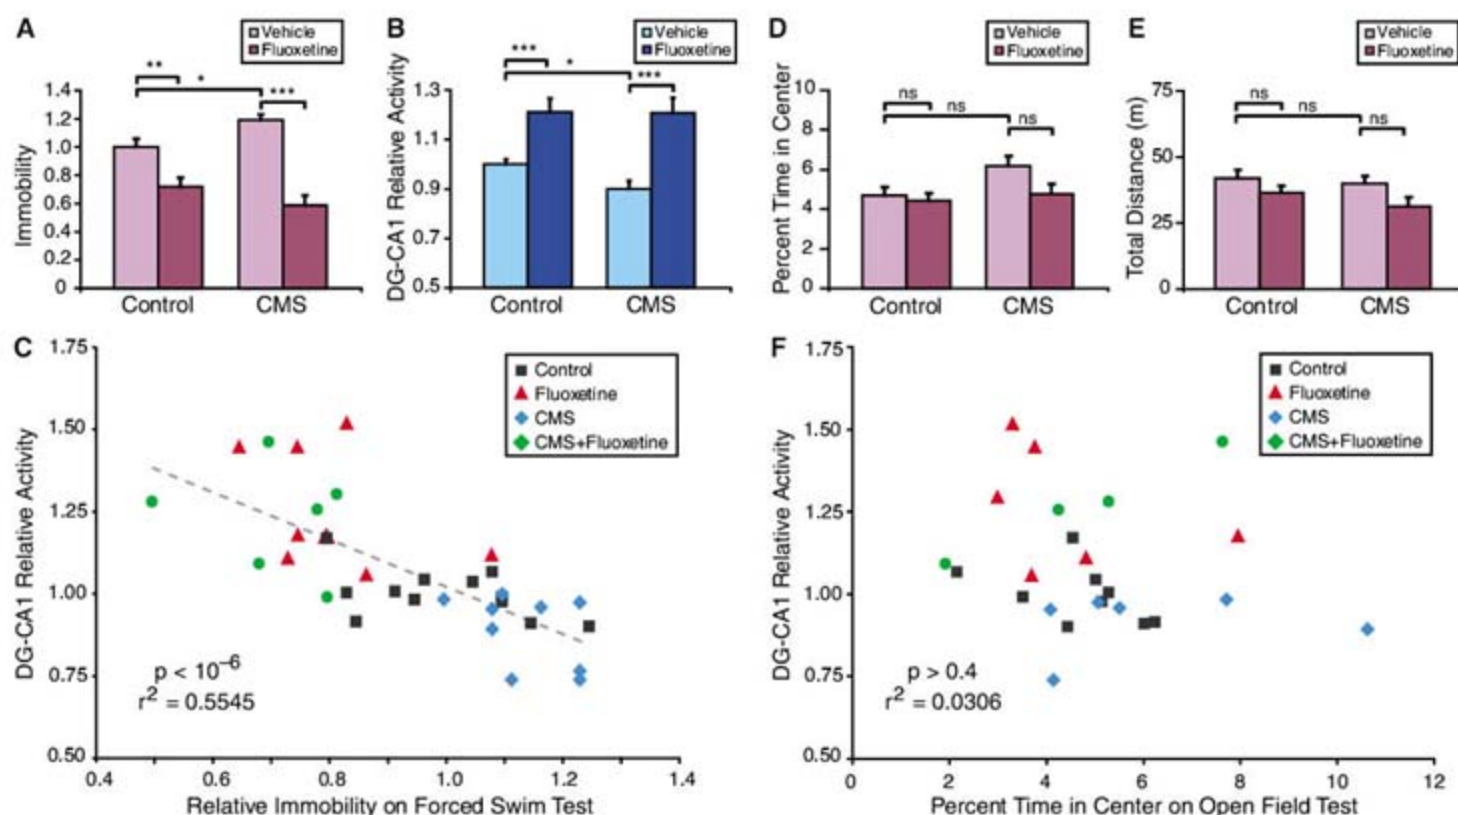 A
Vehicle
Fluoxetine
** * ***
Immobility
1.4
1.2
1.0
0.8
0.6
0.4
0.2
0
Control CMS
B
Vehicle
Fluoxetine
*** * ***
DG-CA1 Relative Activity
1.3
1.1
0.9
0.7
0.5
Control CMS
D
Vehicle
Fluoxetine
ns ns ns
Percent Time in Center
10
8
6
4
2
0
Control CMS
E
Vehicle
Fluoxetine
ns ns ns
Total Distance (m)
75
50
25
0
Control CMS
C
Control
Fluoxetine
CMS
CMS+Fluoxetine
DG-CA1 Relative Activity
1.75
1.50
1.25
1.00
0.75
0.50
p < 10⁻⁶
r² = 0.5545
0.4 0.6 0.8 1.0 1.2 1.4
Relative Immobility on Forced Swim Test
F
Control
Fluoxetine
CMS
CMS+Fluoxetine
DG-CA1 Relative Activity
1.75
1.50
1.25
1.00
0.75
0.50
p > 0.4
r² = 0.0306
0 2 4 6 8 10 12
Percent Time in Center on Open Field Test